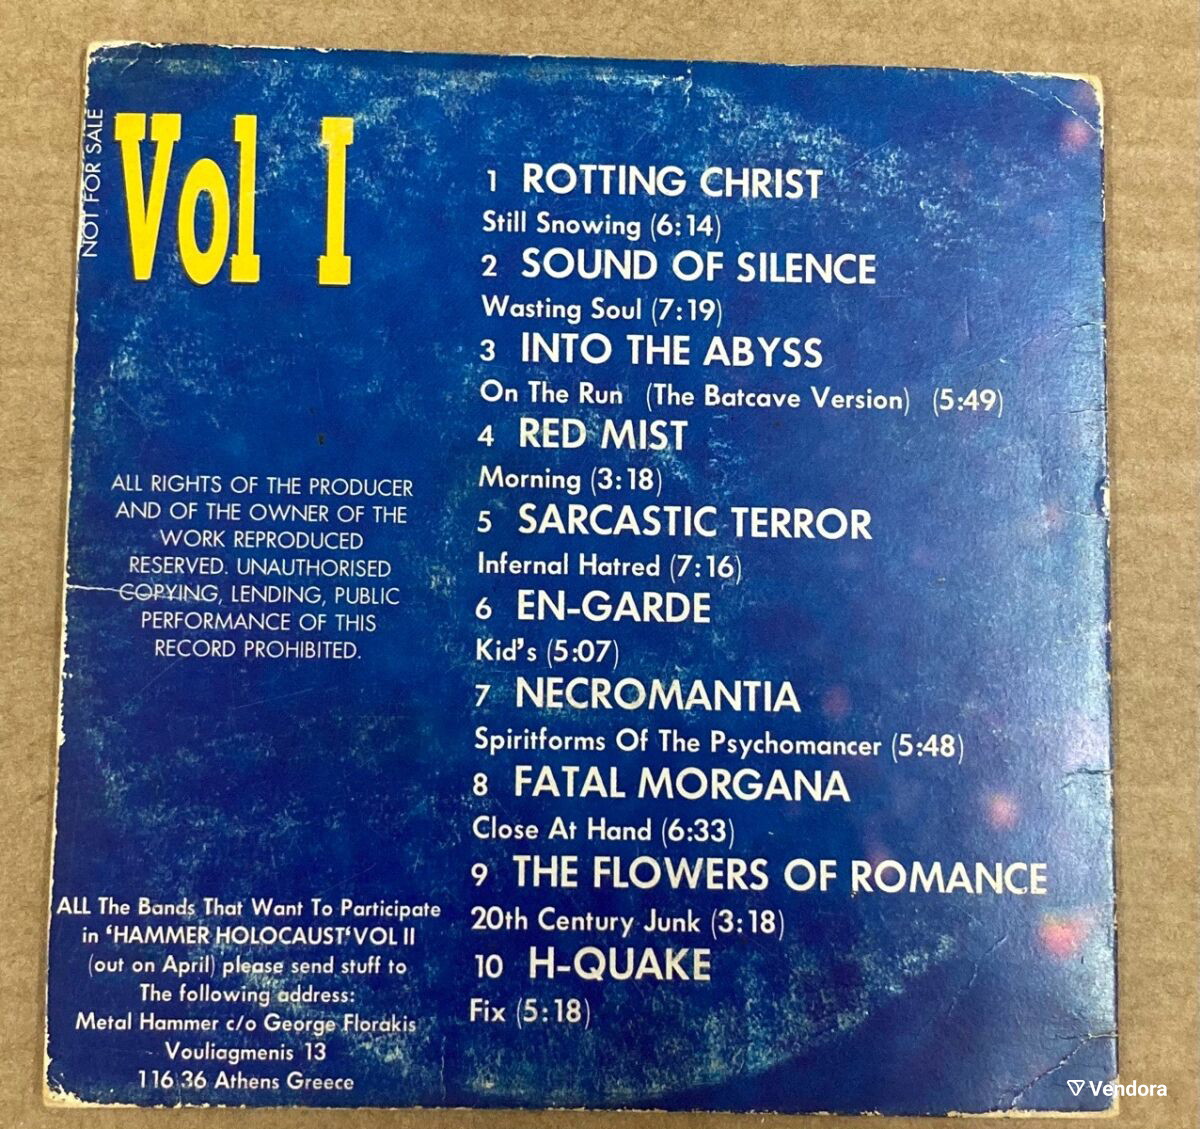 NOT FOR SALE
Vol I
1 ROTTING CHRIST
Still Snowing (6:14)
2 SOUND OF SILENCE
Wasting Soul (7:19)
3 INTO THE ABYSS
On The Run (The Batcave Version) (5:49)
4 RED MIST
Morning (3:18)
5 SARCASTIC TERROR
Infernal Hatred (7:16)
6 EN-GARDE
Kid's (5:07)
7 NECROMANTIA
Spiritforms Of The Psychomancer (5:48)
8 FATAL MORGANA
Close At Hand (6:33)
9 THE FLOWERS OF ROMANCE
20th Century Junk (3:18)
10 H-QUAKE
Fix (5:18)
ALL RIGHTS OF THE PRODUCER
AND OF THE OWNER OF THE
WORK REPRODUCED
RESERVED. UNAUTHORISED
COPYING, LENDING, PUBLIC
PERFORMANCE OF THIS
RECORD PROHIBITED.
ALL The Bands That Want To Participate
in 'HAMMER HOLOCAUST'VOL II
(out on April) please send stuff to
The following address:
Metal Hammer c/o George Florakis
Vouliagmenis 13
116 36 Athens Greece
Vendora